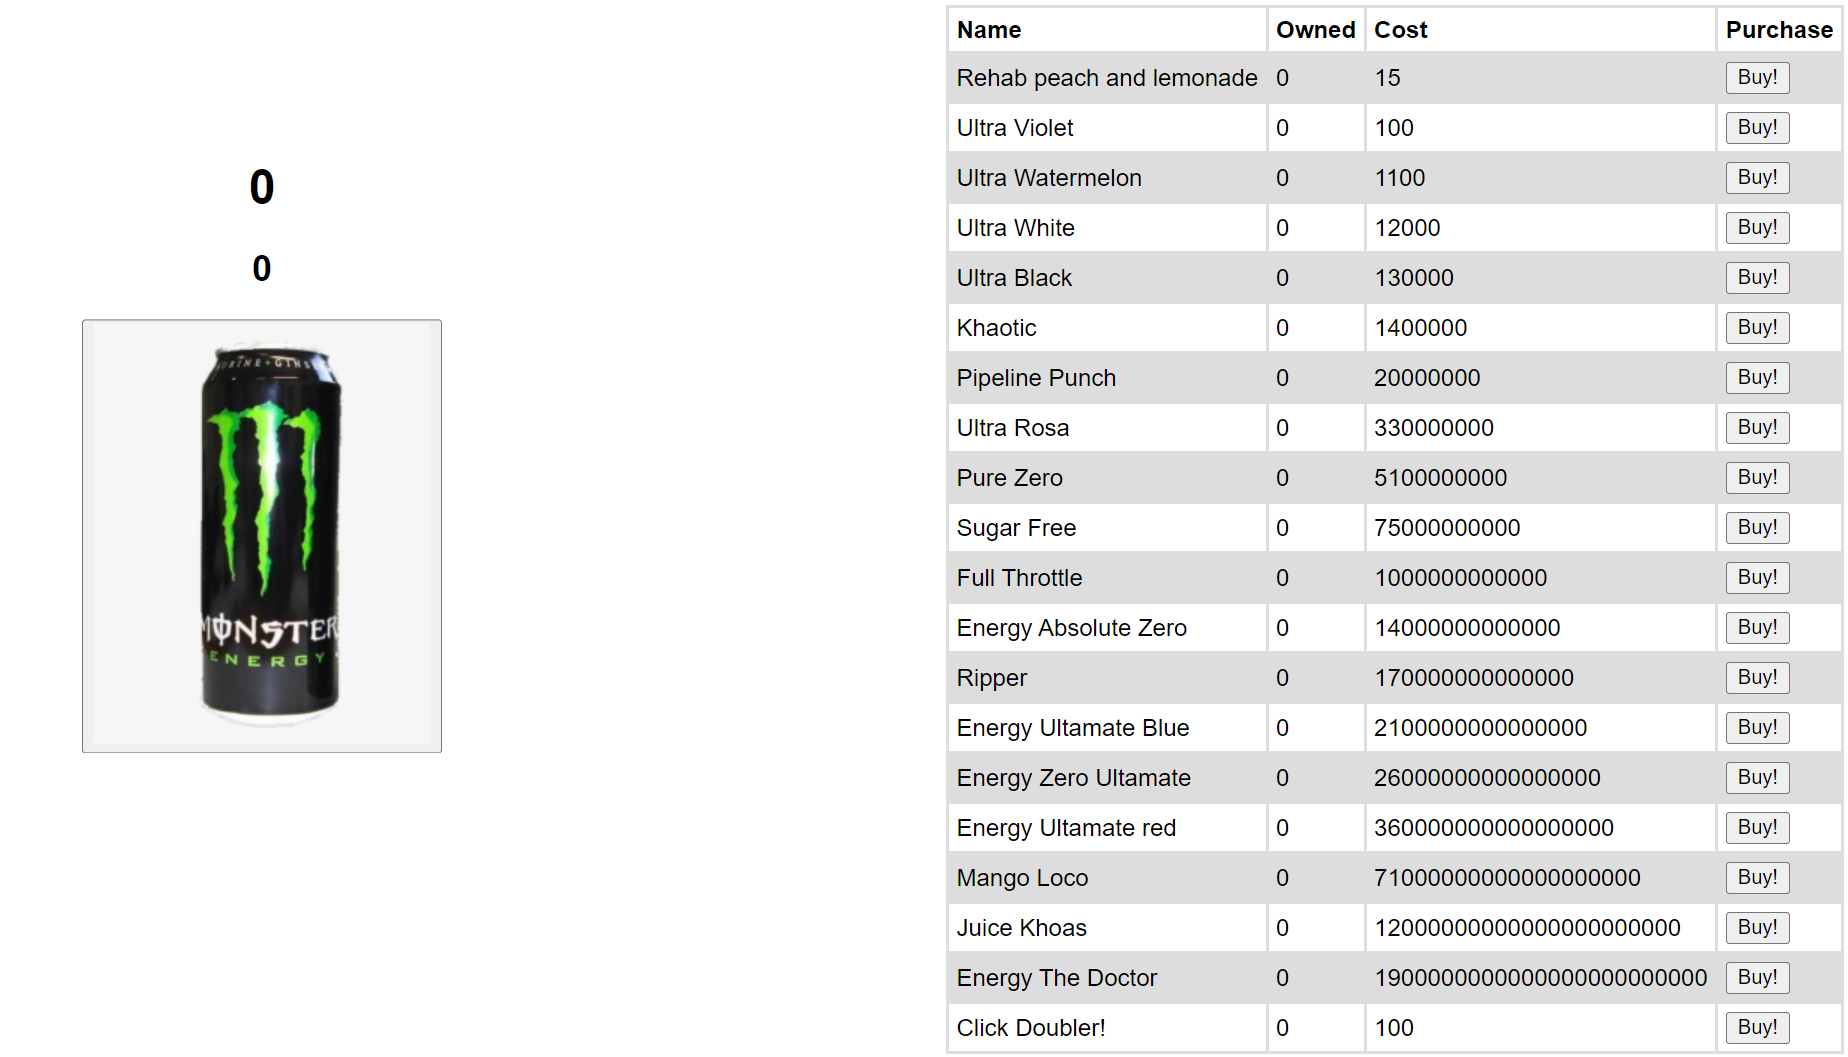 0
0
MONSTER
ENERGY
Name Owned Cost Purchase
Rehab peach and lemonade 0 15 Buy!
Ultra Violet 0 100 Buy!
Ultra Watermelon 0 1100 Buy!
Ultra White 0 12000 Buy!
Ultra Black 0 130000 Buy!
Khaotic 0 1400000 Buy!
Pipeline Punch 0 20000000 Buy!
Ultra Rosa 0 330000000 Buy!
Pure Zero 0 5100000000 Buy!
Sugar Free 0 75000000000 Buy!
Full Throttle 0 1000000000000 Buy!
Energy Absolute Zero 0 14000000000000 Buy!
Ripper 0 170000000000000 Buy!
Energy Ultamate Blue 0 2100000000000000 Buy!
Energy Zero Ultamate 0 26000000000000000 Buy!
Energy Ultamate red 0 360000000000000000 Buy!
Mango Loco 0 71000000000000000000 Buy!
Juice Khoas 0 12000000000000000000000 Buy!
Energy The Doctor 0 1900000000000000000000000 Buy!
Click Doubler! 0 100 Buy!